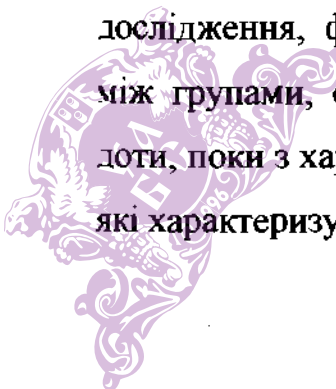 дослідження, ф
між групами,
доти, поки з ха
які характеризу